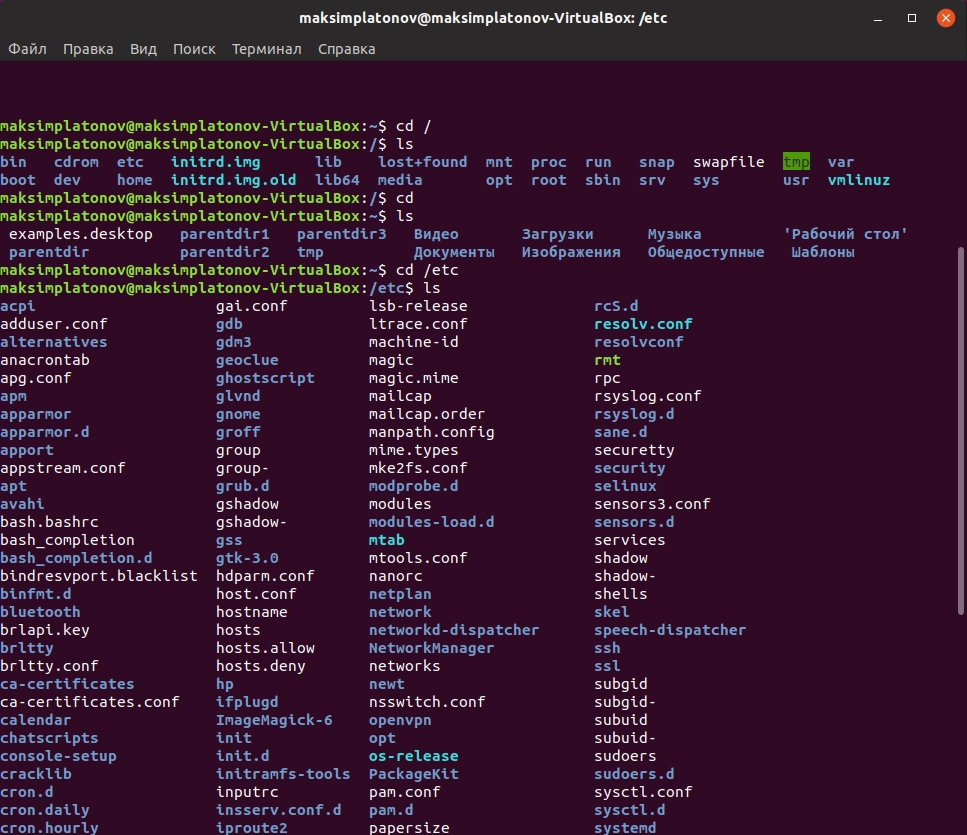 maksimplatonov@maksimplatonov-VirtualBox: /etc
Файл Правка Вид Поиск Терминал Справка
maksimplatonov@maksimplatonov-VirtualBox:~$ cd /
maksimplatonov@maksimplatonov-VirtualBox:/$ ls
bin cdrom etc initrd.img lib lost+found mnt proc run snap swapfile tmp var
boot dev home initrd.img.old lib64 media opt root sbin srv sys usr vmlinuz
maksimplatonov@maksimplatonov-VirtualBox:/$ cd
maksimplatonov@maksimplatonov-VirtualBox:~$ ls
examples.desktop parentdir1 parentdir3 Видео Загрузки Музыка 'Рабочий стол'
parentdir parentdir2 tmp Документы Изображения Общедоступные Шаблоны
maksimplatonov@maksimplatonov-VirtualBox:~$ cd /etc
maksimplatonov@maksimplatonov-VirtualBox:/etc$ ls
acpi gai.conf lsb-release rcS.d
adduser.conf gdb ltrace.conf resolv.conf
alternatives gdm3 machine-id resolvconf
anacrontab geoclue magic rmt
apg.conf ghostscript magic.mime rpc
apm glvnd mailcap rsyslog.conf
apparmor gnome mailcap.order rsyslog.d
apparmor.d groff manpath.config sane.d
apport group mime.types securetty
appstream.conf group- mke2fs.conf security
apt grub.d modprobe.d selinux
avahi gshadow modules sensors3.conf
bash.bashrc gshadow- modules-load.d sensors.d
bash_completion gss mtab services
bash_completion.d gtk-3.0 mtools.conf shadow
bindresvport.blacklist hdparm.conf nanorc shadow-
binfmt.d host.conf netplan shells
bluetooth hostname network skel
brlapi.key hosts networkd-dispatcher speech-dispatcher
brltty hosts.allow NetworkManager ssh
brltty.conf hosts.deny networks ssl
ca-certificates hp newt subgid
ca-certificates.conf ifplugd nsswitch.conf subgid-
calendar ImageMagick-6 openvpn subuid
chatscripts init opt subuid-
console-setup init.d os-release sudoers
cracklib initramfs-tools PackageKit sudoers.d
cron.d inputrc pam.conf sysctl.conf
cron.daily insserv.conf.d pam.d sysctl.d
cron.hourly iproute2 papersize systemd